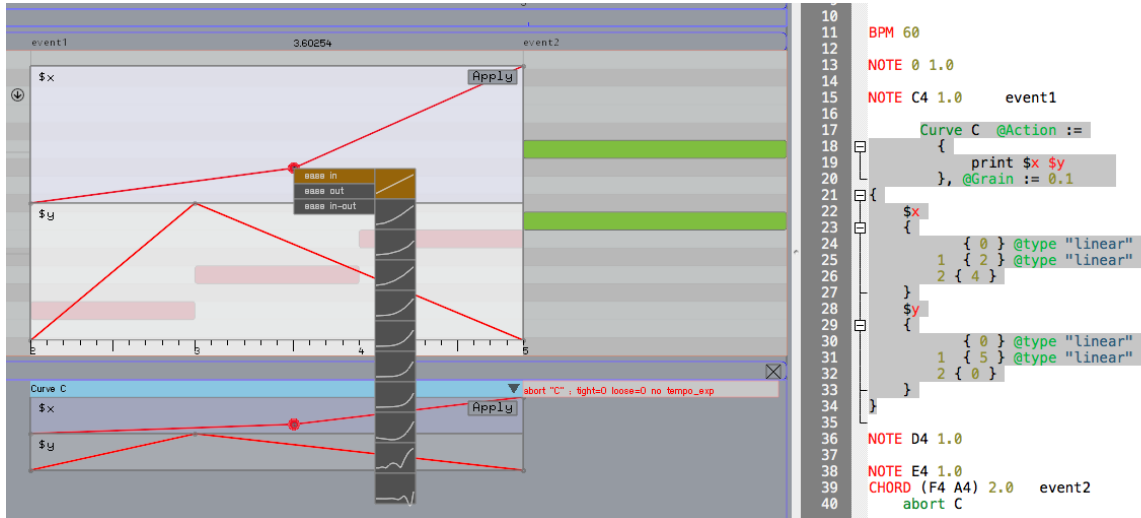 event1 3.60254 event2
$x
Apply
ease in
ease out
ease in-out
$y
2 3 4 5
Curve C abort "C" : tight=0 loose=0 no tempo_exp
$x
Apply
$y
10
11 BPM 60
12
13 NOTE 0 1.0
14
15 NOTE C4 1.0 event1
16
17 Curve C @Action :=
18 {
19 print $x $y
20 }, @Grain := 0.1
21 {
22 $x
23 {
24 { 0 } @type "linear"
25 1 { 2 } @type "linear"
26 2 { 4 }
27 }
28 $y
29 {
30 { 0 } @type "linear"
31 1 { 5 } @type "linear"
32 2 { 0 }
33 }
34 }
35
36 NOTE D4 1.0
37
38 NOTE E4 1.0
39 CHORD (F4 A4) 2.0 event2
40 abort C